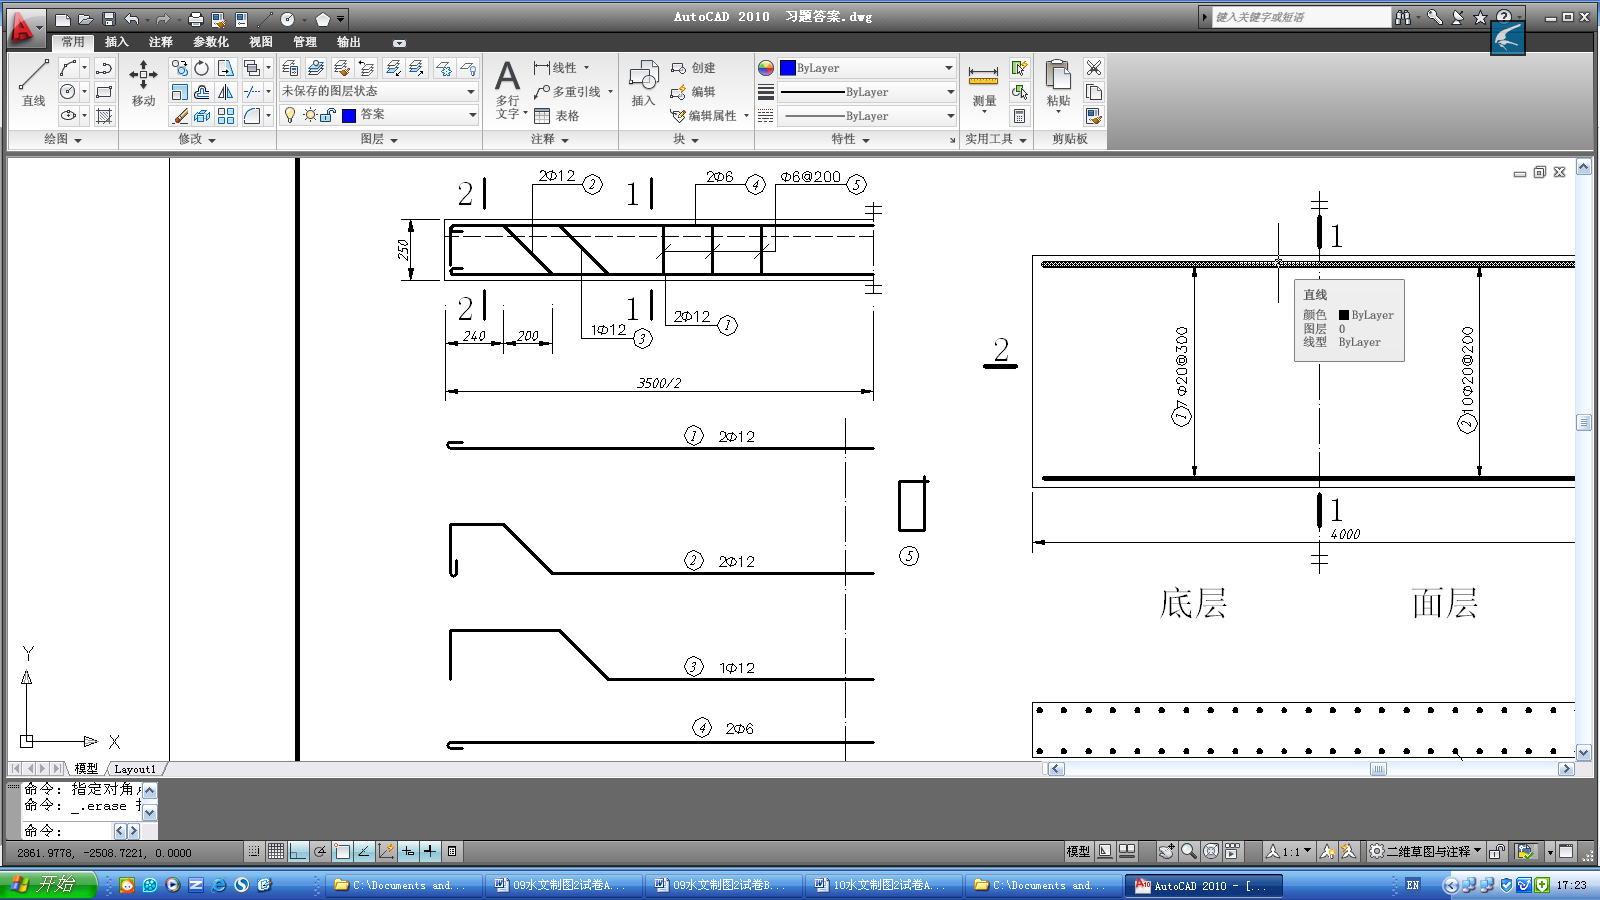 AutoCAD 2010 习题答案.dwg
键入关键字或短语
常用 插入 注释 参数化 视图 管理 输出
直线
移动
未保存的图层状态
答案
多行
文字
线性
多重引线
表格
插入
创建
编辑
编辑属性
ByLayer
ByLayer
ByLayer
测量
粘贴
绘图 修改 图层 注释 块 特性 实用工具 剪贴板
2 2Φ12 2 1 2Φ6 4 Φ6@200 5
250
2 1 2Φ12 1
240 200 1Φ12 3
3500/2
1 2Φ12
2 2Φ12
3 1Φ12
4 2Φ6
5
1
2
直线
颜色 ByLayer
图层 0
线型 ByLayer
1 7Φ20@300
2 10Φ20@200
1
4000
底层 面层
Y
X
模型 Layout1
命令: 指定对角
命令: _.erase
命令:
2861.9778, -2508.7221, 0.0000
模型
1:1
二维草图与注释
开始
C:\Documents and...
09水文制图2试卷A...
09水文制图2试卷B...
10水文制图2试卷A...
C:\Documents and...
AutoCAD 2010 - [...
EN
17:23